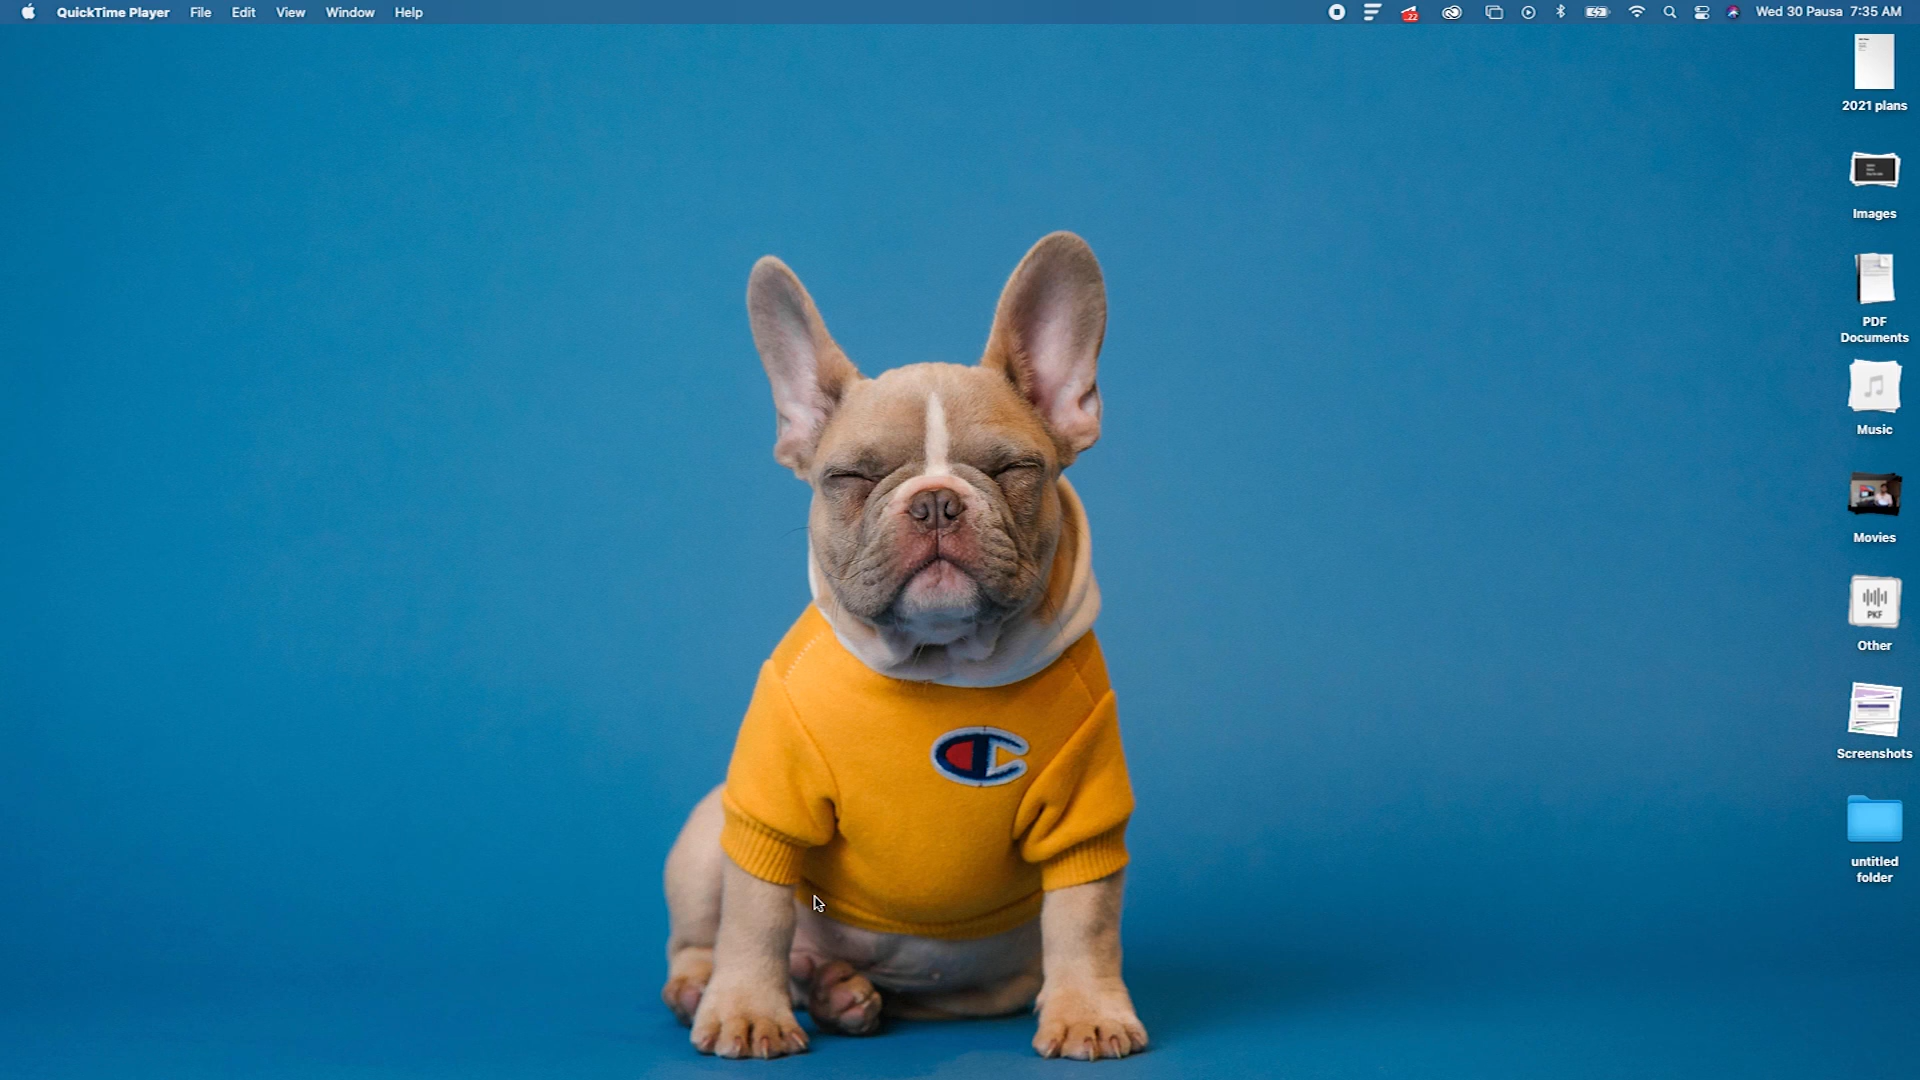 QuickTime Player File Edit View Window Help 22 Wed 30 Pausa 7:35 AM
2021 plans
Images
PDF
Documents
Music
Movies
PKF
Other
Screenshots
untitled
folder